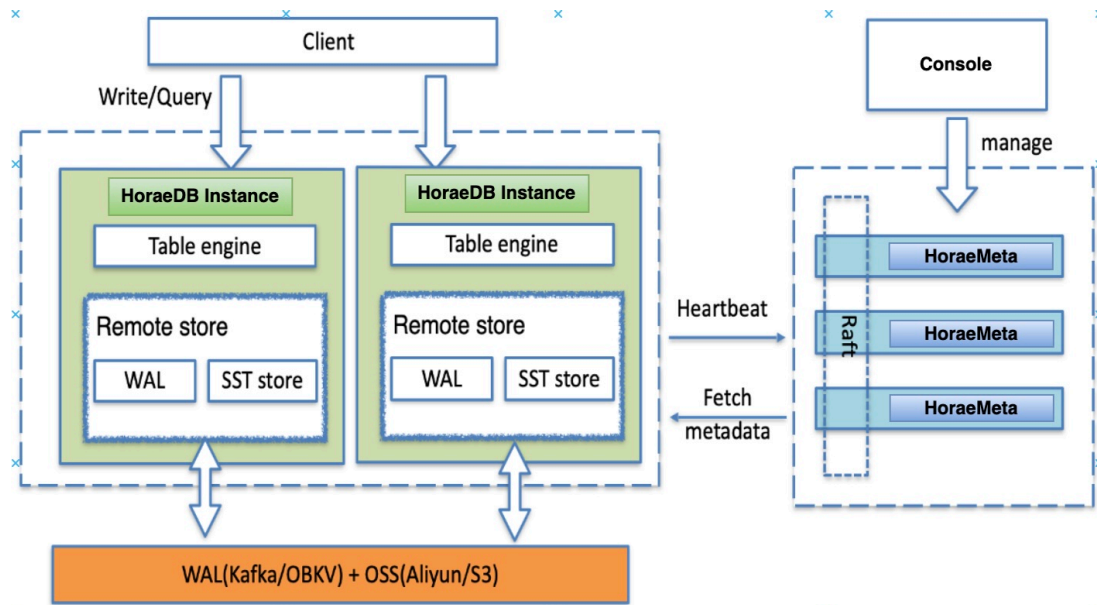 Client
Write/Query
HoraeDB Instance
Table engine
Remote store
WAL
SST store
HoraeDB Instance
Table engine
Remote store
WAL
SST store
WAL(Kafka/OBKV) + OSS(Aliyun/S3)
Heartbeat
Fetch
metadata
Console
manage
HoraeMeta
HoraeMeta
HoraeMeta
Raft